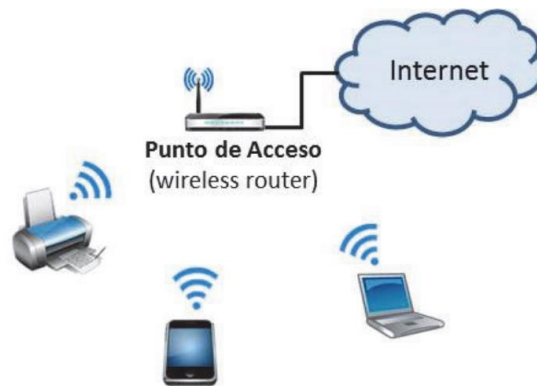 Internet
Punto de Acceso
(wireless router)